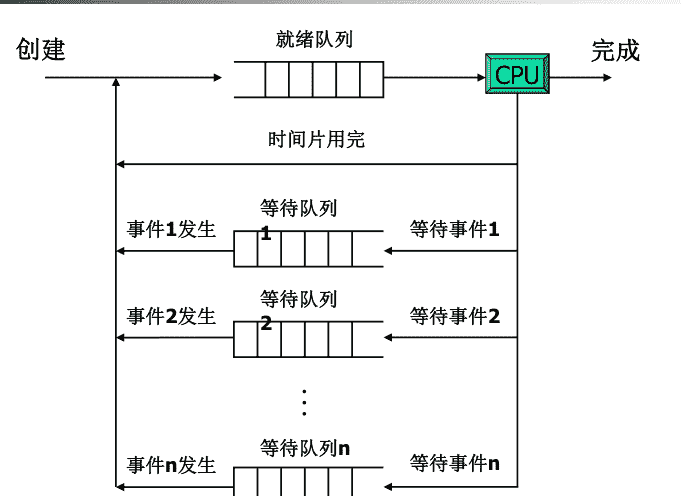 创建
就绪队列
CPU
完成
时间片用完
事件1发生
等待队列
1
等待事件1
事件2发生
等待队列
2
等待事件2
⋮
事件n发生
等待队列n
等待事件n